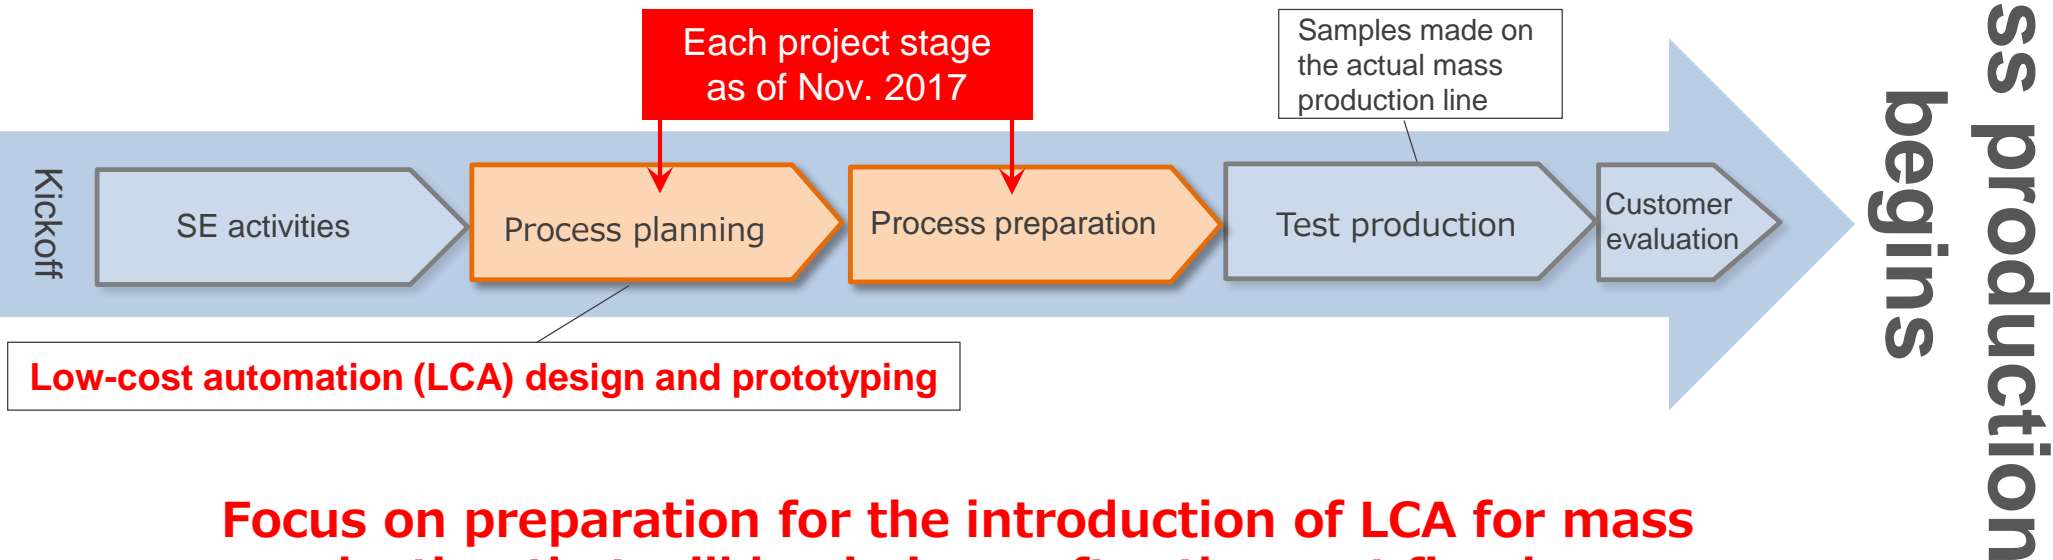 Each project stage
as of Nov. 2017
Samples made on
the actual mass
production line
Kickoff
SE activities
Process planning
Process preparation
Test production
Customer
evaluation
production
begins
Low-cost automation (LCA) design and prototyping
Focus on preparation for the introduction of LCA for mass